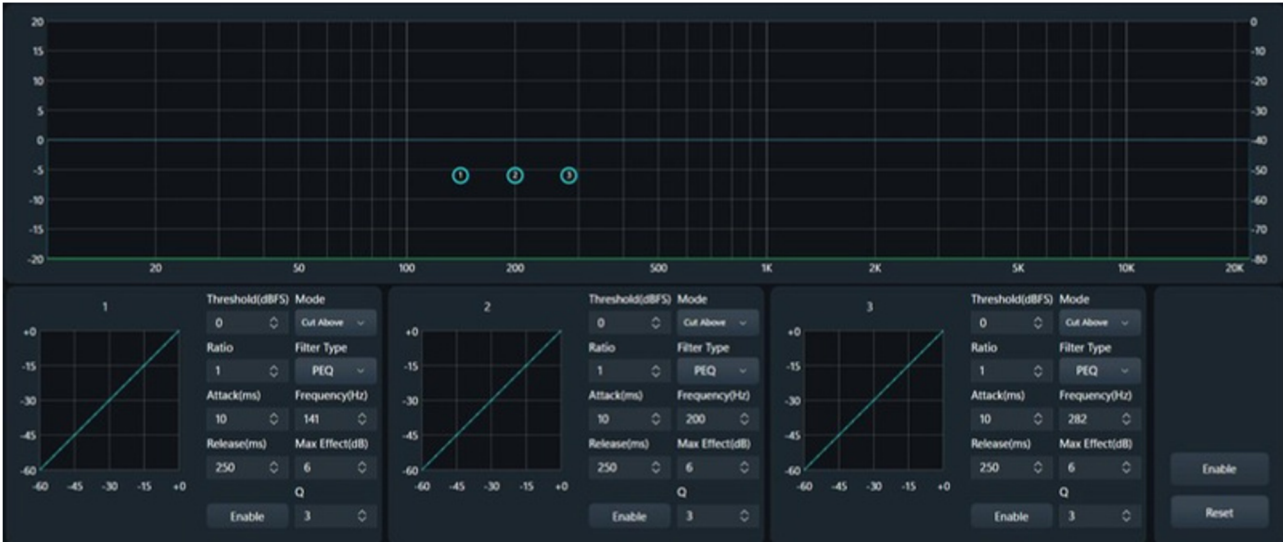 20 0
15 -10
10 -20
5 -30
0 -40
-5 1 2 3 -50
-10 -60
-15 -70
-20 -80
20 50 100 200 500 1K 2K 5K 10K 20K
1 Threshold(dBFS) Mode 2 Threshold(dBFS) Mode 3 Threshold(dBFS) Mode
0 Cut Above 0 Cut Above 0 Cut Above
+0 +0 +0
Ratio Filter Type Ratio Filter Type Ratio Filter Type
-15 1 PEQ -15 1 PEQ -15 1 PEQ
Attack(ms) Frequency(Hz) Attack(ms) Frequency(Hz) Attack(ms) Frequency(Hz)
-30 -30 -30
10 141 10 200 10 282
-45 Release(ms) Max Effect(dB) -45 Release(ms) Max Effect(dB) -45 Release(ms) Max Effect(dB)
-60 250 6 -60 250 6 -60 250 6 Enable
-60 -45 -30 -15 +0 Q -60 -45 -30 -15 +0 Q -60 -45 -30 -15 +0 Q
Enable 3 Enable 3 Enable 3 Reset